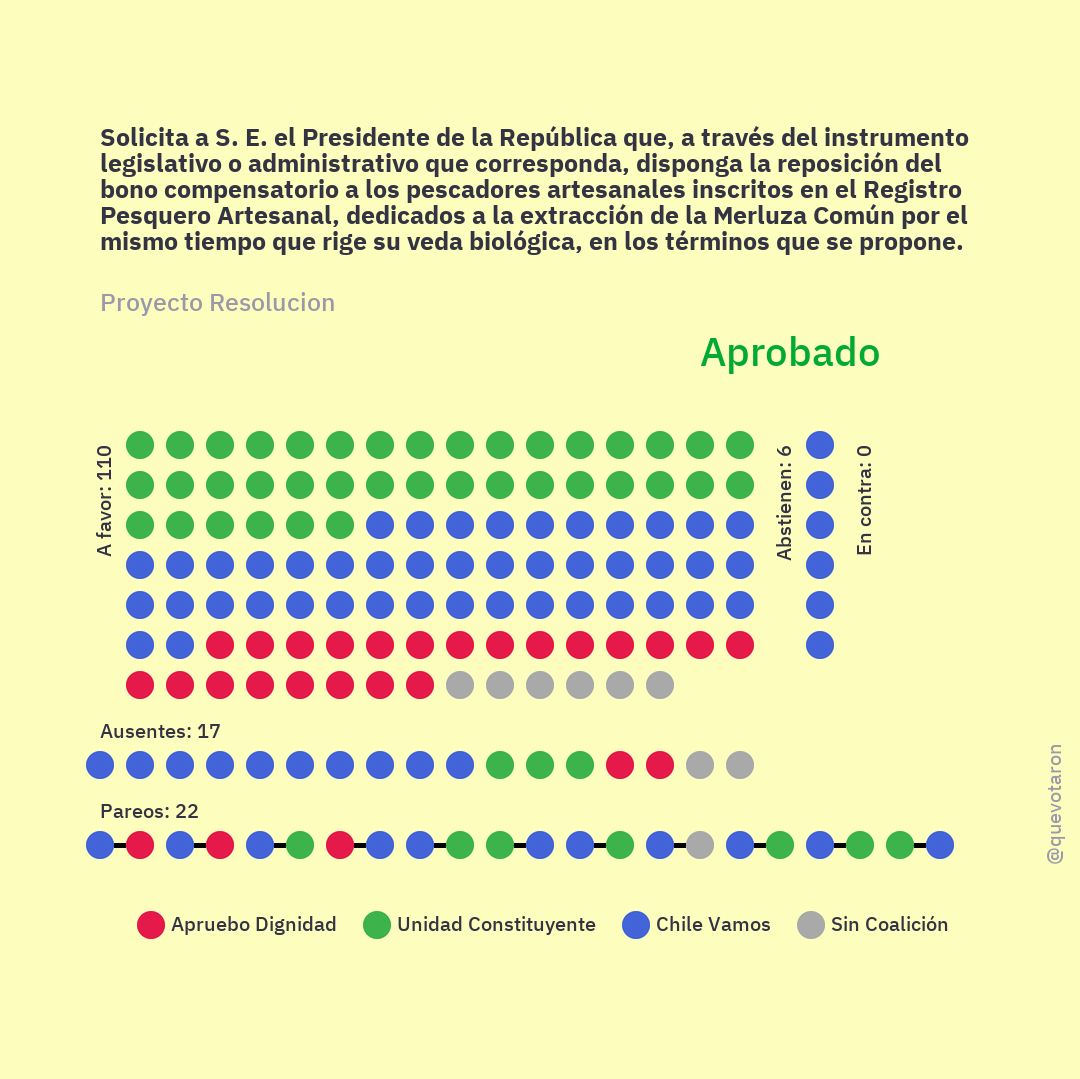 Solicita a S. E. el Presidente de la República que, a través del instrumento
legislativo o administrativo que corresponda, disponga la reposición del
bono compensatorio a los pescadores artesanales inscritos en el Registro
Pesquero Artesanal, dedicados a la extracción de la Merluza Común por el
mismo tiempo que rige su veda biológica, en los términos que se propone.
Proyecto Resolucion
Aprobado
A favor: 110
Abstienen: 6
En contra: 0
Ausentes: 17
Pareos: 22
@quevotaron
Apruebo Dignidad
Unidad Constituyente
Chile Vamos
Sin Coalición